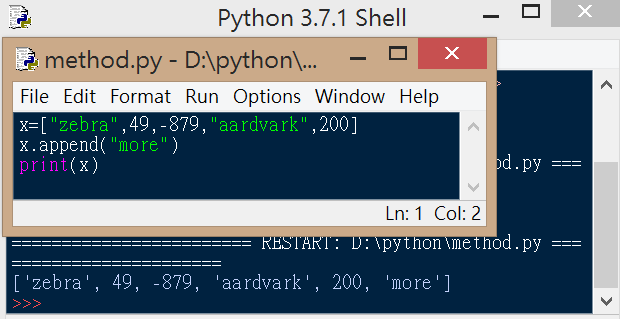 Python 3.7.1 Shell
method.py - D:\python\...
File Edit Format Run Options Window Help
x=["zebra",49,-879,"aardvark",200]
x.append("more")
print(x)
od.py ===
Ln: 1 Col: 2
======================== RESTART: D:\python\method.py ===
=====================
['zebra', 49, -879, 'aardvark', 200, 'more']
>>>